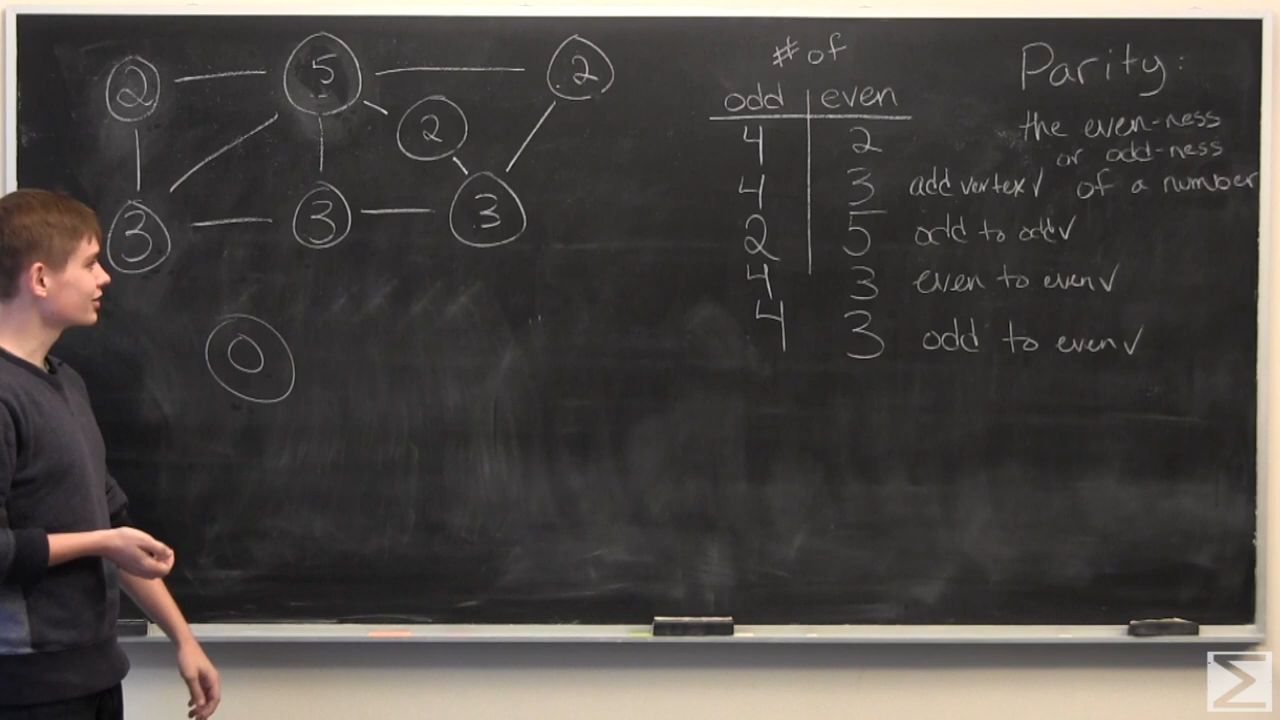 2 5 2
2
3 3 3
0
# of
odd even
4 2
4 3 add vertex✓
2 5 odd to odd✓
4 3 even to even✓
4 3 odd to even✓
Parity:
the even-ness
or odd-ness
of a number
Σ